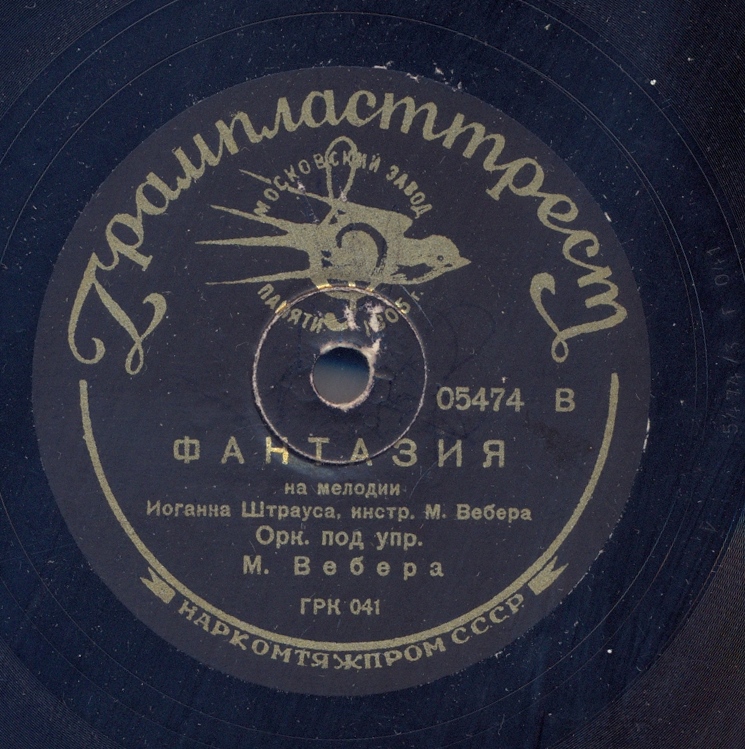 Грампласттрест
МОСКОВСКИЙ ЗАВОД
ПАМЯТИ 1905 г.
05474 В
ФАНТАЗИЯ
на мелодии
Иоганна Штрауса, инстр. М. Вебера
Орк. под упр.
М. Вебера
ГРК 041
НАРКОМТЯЖПРОМ СССР